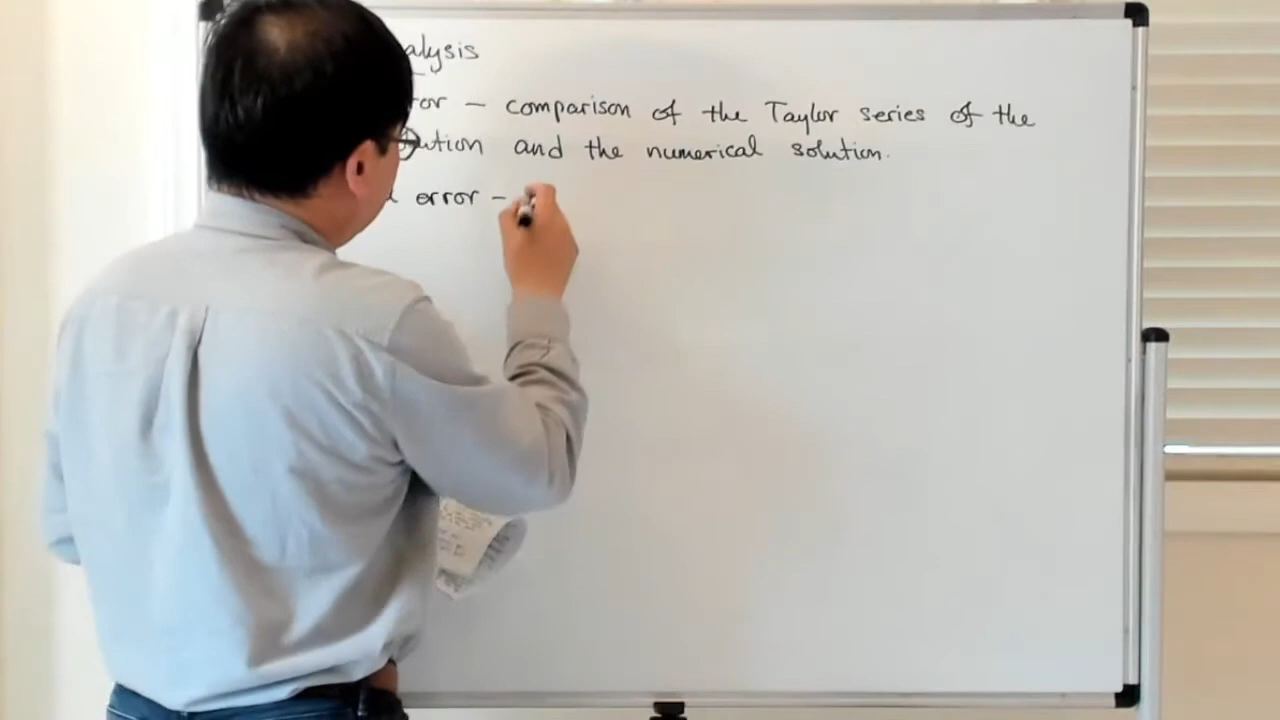 alysis
ror – comparison of the Taylor series of the
ution and the numerical solution.
error –